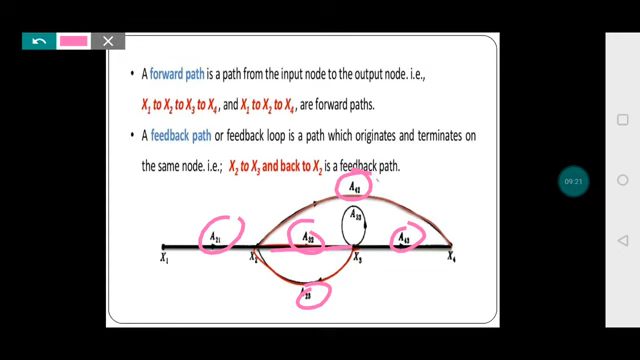 • A forward path is a path from the input node to the output node. i.e.,
X₁ to X₂ to X₃ to X₄, and X₁ to X₂ to X₄, are forward paths.
• A feedback path or feedback loop is a path which originates and terminates on
the same node. i.e.; X₂ to X₃ and back to X₂ is a feedback path.
09:21
A₄₂
A₃₃
A₂₁ A₃₂ A₄₃
X₁ X₂ X₃ X₄
A₂₃